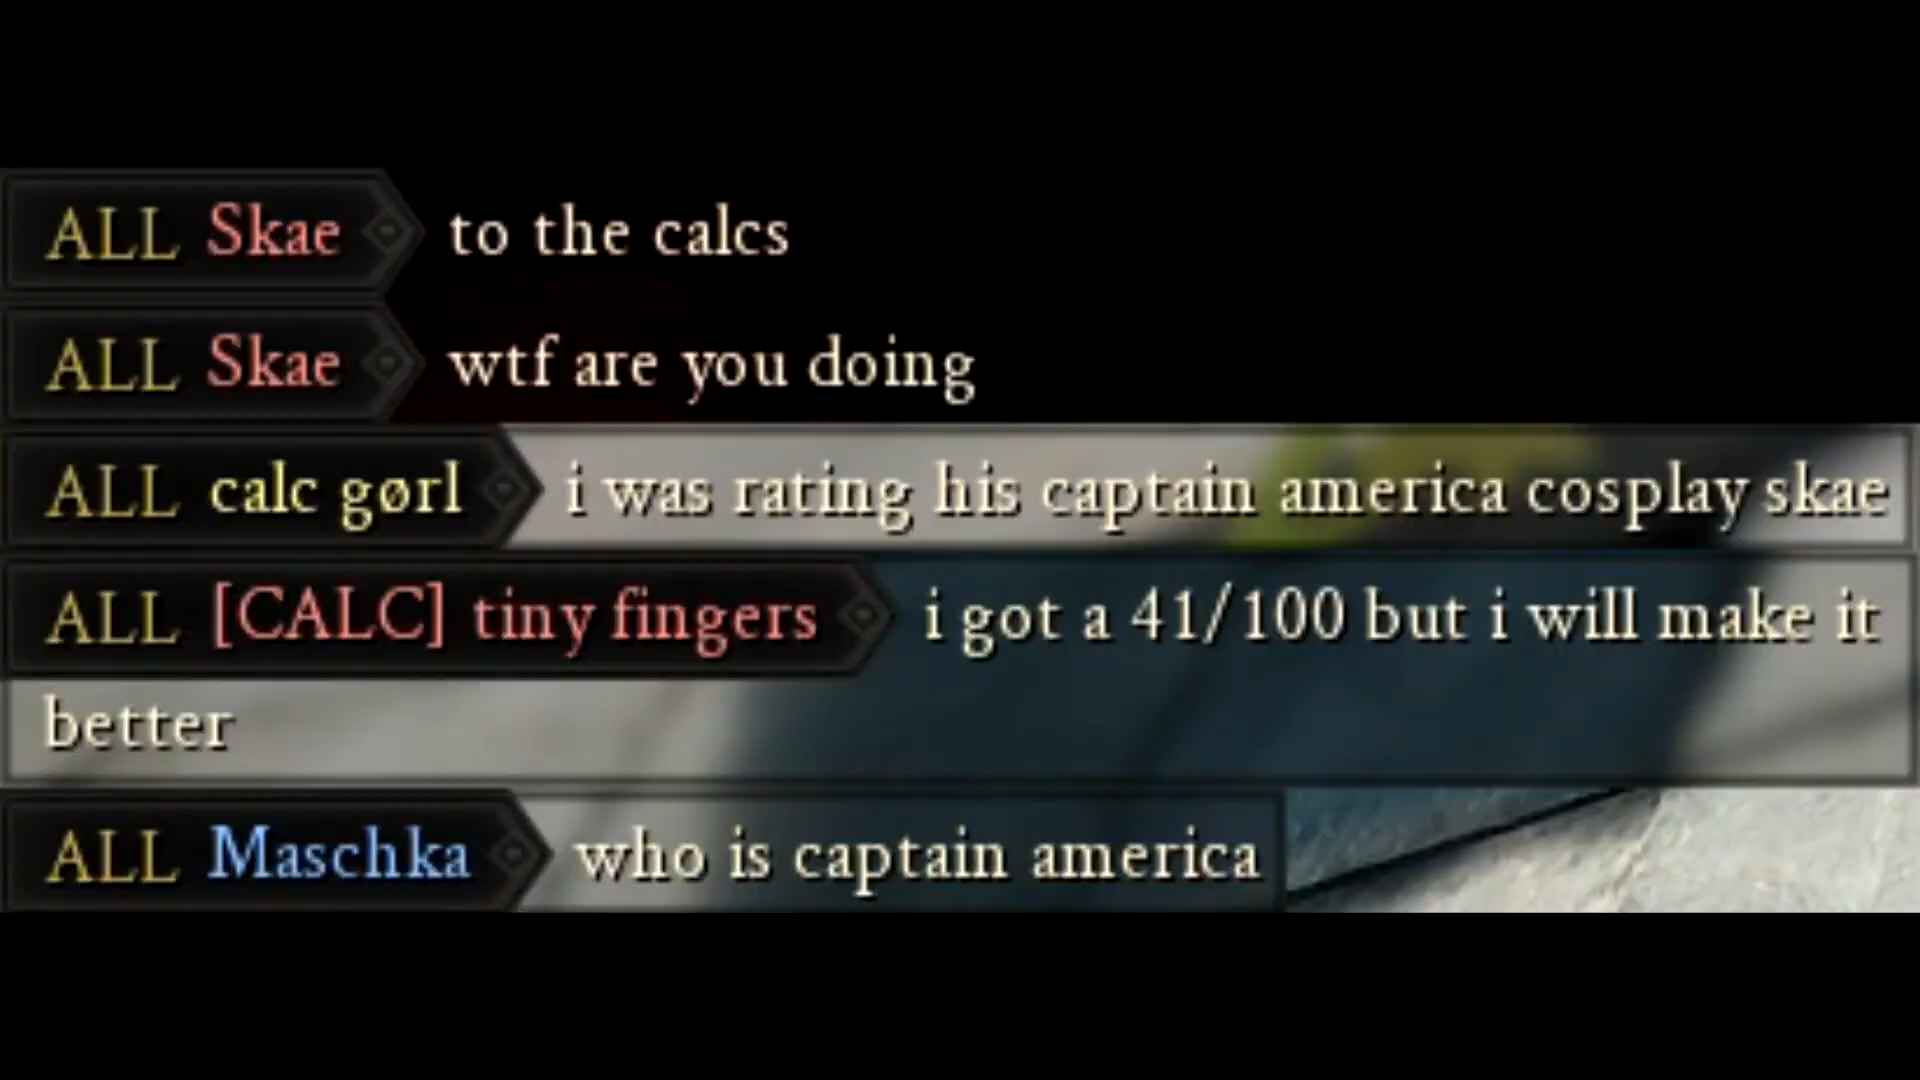 ALL Skae to the calcs
ALL Skae wtf are you doing
ALL calc gørl i was rating his captain america cosplay skae
ALL [CALC] tiny fingers i got a 41/100 but i will make it
better
ALL Maschka who is captain america